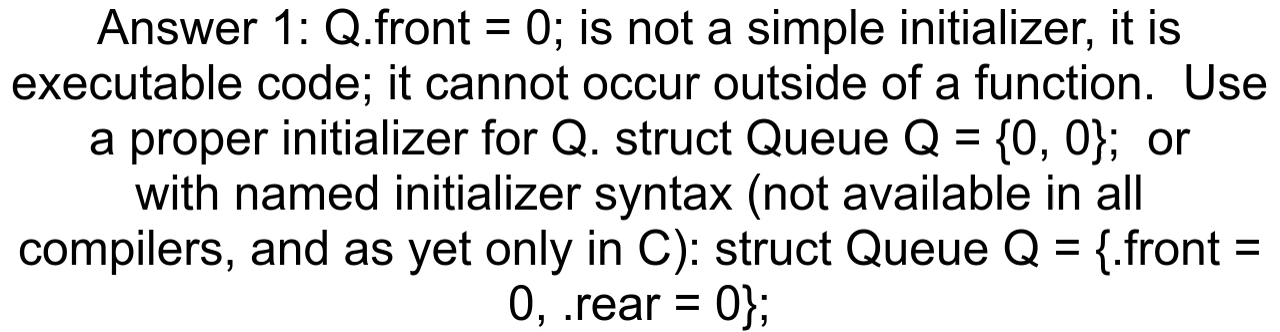 Answer 1: Q.front = 0; is not a simple initializer, it is
executable code; it cannot occur outside of a function.  Use
a proper initializer for Q. struct Queue Q = {0, 0};  or
with named initializer syntax (not available in all
compilers, and as yet only in C): struct Queue Q = {.front =
0, .rear = 0};